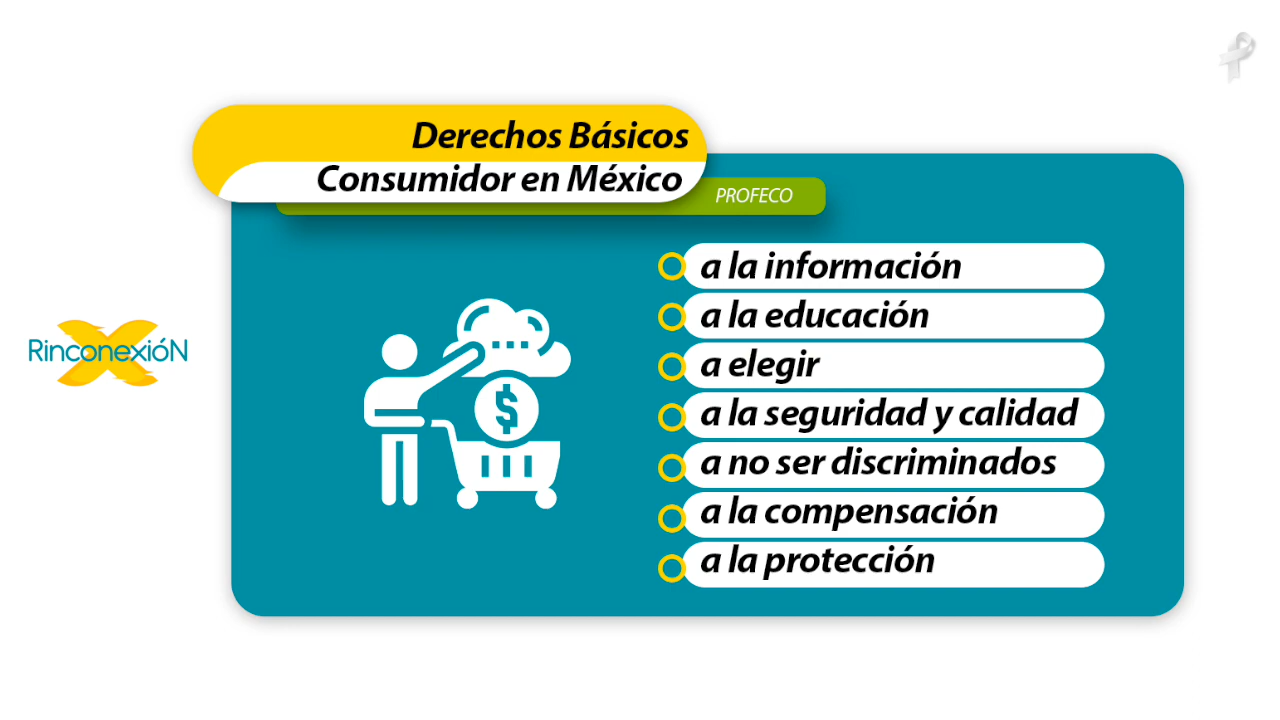 Derechos Básicos
Consumidor en México
PROFECO
a la información
a la educación
a elegir
a la seguridad y calidad
a no ser discriminados
a la compensación
a la protección
RinconexióN